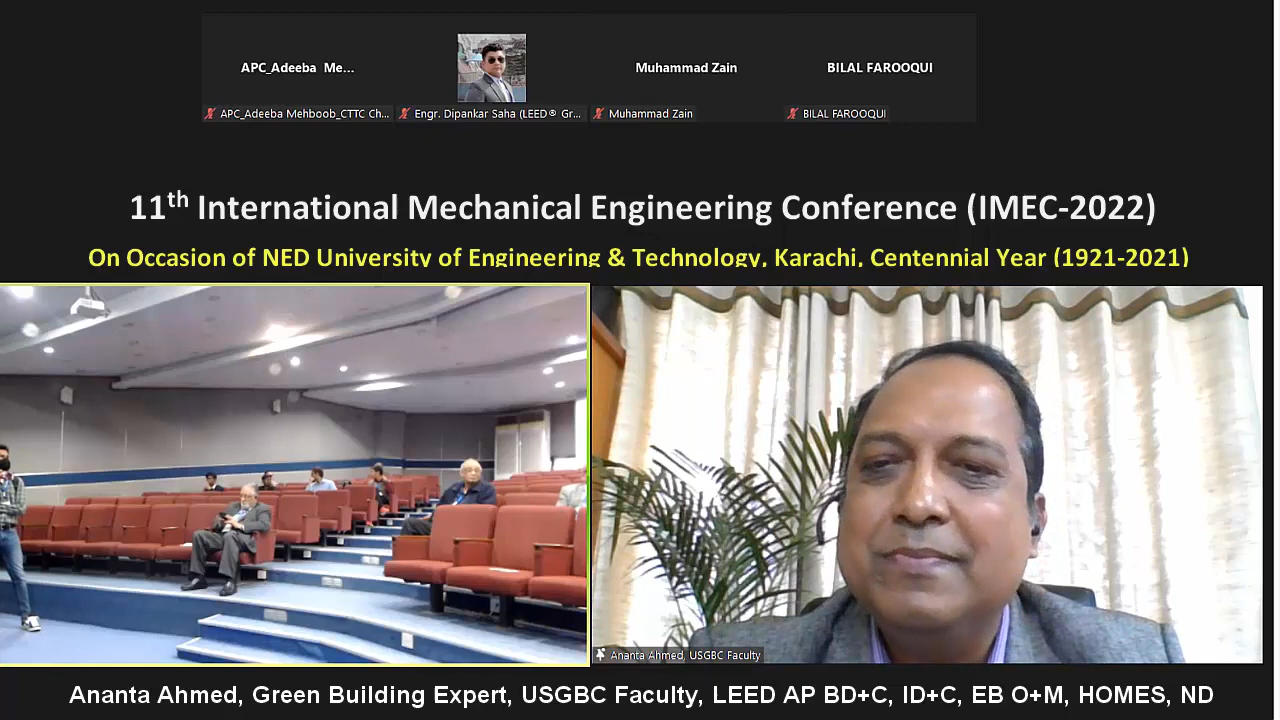 APC_Adeeba Me...
Muhammad Zain
BILAL FAROOQUI
APC_Adeeba Mehboob_CTTC Ch...
Engr. Dipankar Saha (LEED® Gr...
Muhammad Zain
BILAL FAROOQUI
11th International Mechanical Engineering Conference (IMEC-2022)
On Occasion of NED University of Engineering & Technology, Karachi, Centennial Year (1921-2021)
Ananta Ahmed, USGBC Faculty
Ananta Ahmed, Green Building Expert, USGBC Faculty, LEED AP BD+C, ID+C, EB O+M, HOMES, ND